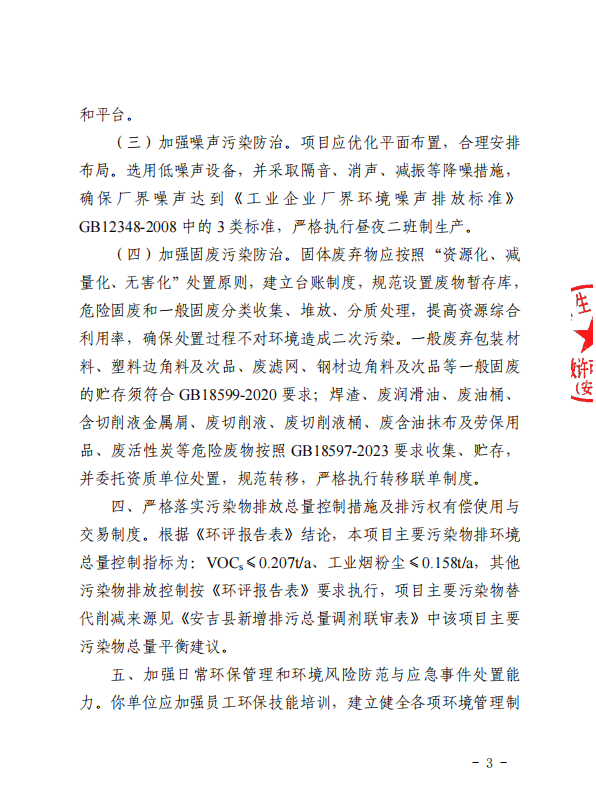 和平台。
（三）加强噪声污染防治。项目应优化平面布置，合理安排
布局。选用低噪声设备，并采取隔音、消声、减振等降噪措施，
确保厂界噪声达到《工业企业厂界环境噪声排放标准》
GB12348-2008 中的 3 类标准，严格执行昼夜二班制生产。
（四）加强固废污染防治。固体废弃物应按照“资源化、减
量化、无害化”处置原则，建立台账制度，规范设置废物暂存库，
危险固废和一般固废分类收集、堆放、分质处理，提高资源综合
利用率，确保处置过程不对环境造成二次污染。一般废弃包装材
料、塑料边角料及次品、废滤网、钢材边角料及次品等一般固废
的贮存须符合 GB18599-2020 要求；焊渣、废润滑油、废油桶、
含切削液金属屑、废切削液、废切削液桶、废含油抹布及劳保用
品、废活性炭等危险废物按照 GB18597-2023 要求收集、贮存，
并委托资质单位处置，规范转移，严格执行转移联单制度。
四、严格落实污染物排放总量控制措施及排污权有偿使用与
交易制度。根据《环评报告表》结论，本项目主要污染物排环境
总量控制指标为：VOCs≤0.207t/a、工业烟粉尘≤0.158t/a，其他
污染物排放控制按《环评报告表》要求执行，项目主要污染物替
代削减来源见《安吉县新增排污总量调剂联审表》中该项目主要
污染物总量平衡建议。
五、加强日常环保管理和环境风险防范与应急事件处置能
力。你单位应加强员工环保技能培训，建立健全各项环境管理制
- 3 -
生
许可
（安